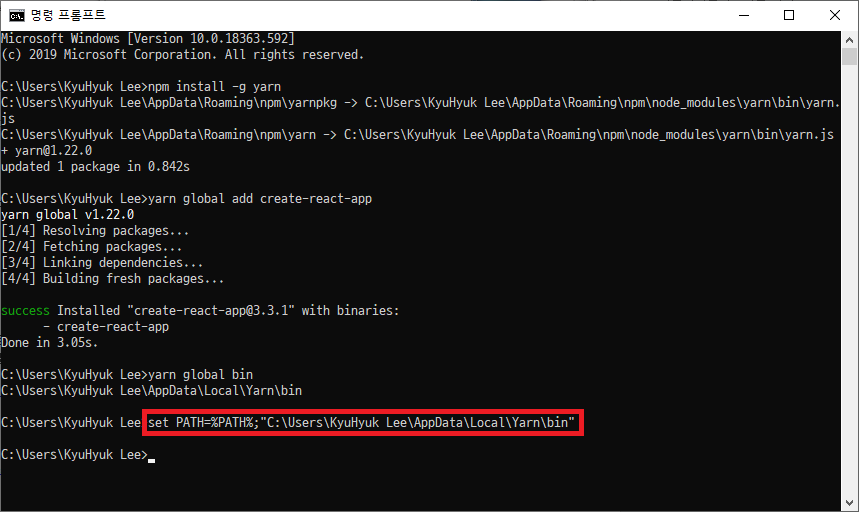 명령 프롬프트
Microsoft Windows [Version 10.0.18363.592]
(c) 2019 Microsoft Corporation. All rights reserved.
C:\Users\KyuHyuk Lee>npm install -g yarn
C:\Users\KyuHyuk Lee\AppData\Roaming\npm\yarnpkg -> C:\Users\KyuHyuk Lee\AppData\Roaming\npm\node_modules\yarn\bin\yarn.
js
C:\Users\KyuHyuk Lee\AppData\Roaming\npm\yarn -> C:\Users\KyuHyuk Lee\AppData\Roaming\npm\node_modules\yarn\bin\yarn.js
+ yarn@1.22.0
updated 1 package in 0.842s
C:\Users\KyuHyuk Lee>yarn global add create-react-app
yarn global v1.22.0
[1/4] Resolving packages...
[2/4] Fetching packages...
[3/4] Linking dependencies...
[4/4] Building fresh packages...
success Installed "create-react-app@3.3.1" with binaries:
- create-react-app
Done in 3.05s.
C:\Users\KyuHyuk Lee>yarn global bin
C:\Users\KyuHyuk Lee\AppData\Local\Yarn\bin
C:\Users\KyuHyuk Lee set PATH=%PATH%;"C:\Users\KyuHyuk Lee\AppData\Local\Yarn\bin"
C:\Users\KyuHyuk Lee>